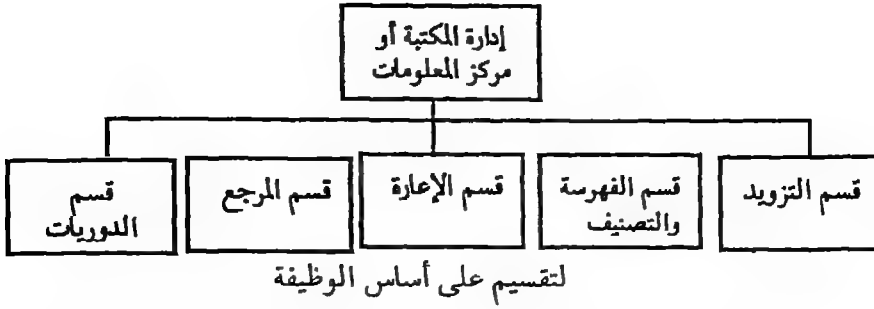 إدارة المكتبة أو
مركز المعلومات
قسم التزويد
قسم الفهرسة
والتصنيف
قسم الإعارة
قسم المرجع
قسم
الدوريات
لتقسيم على أساس الوظيفة